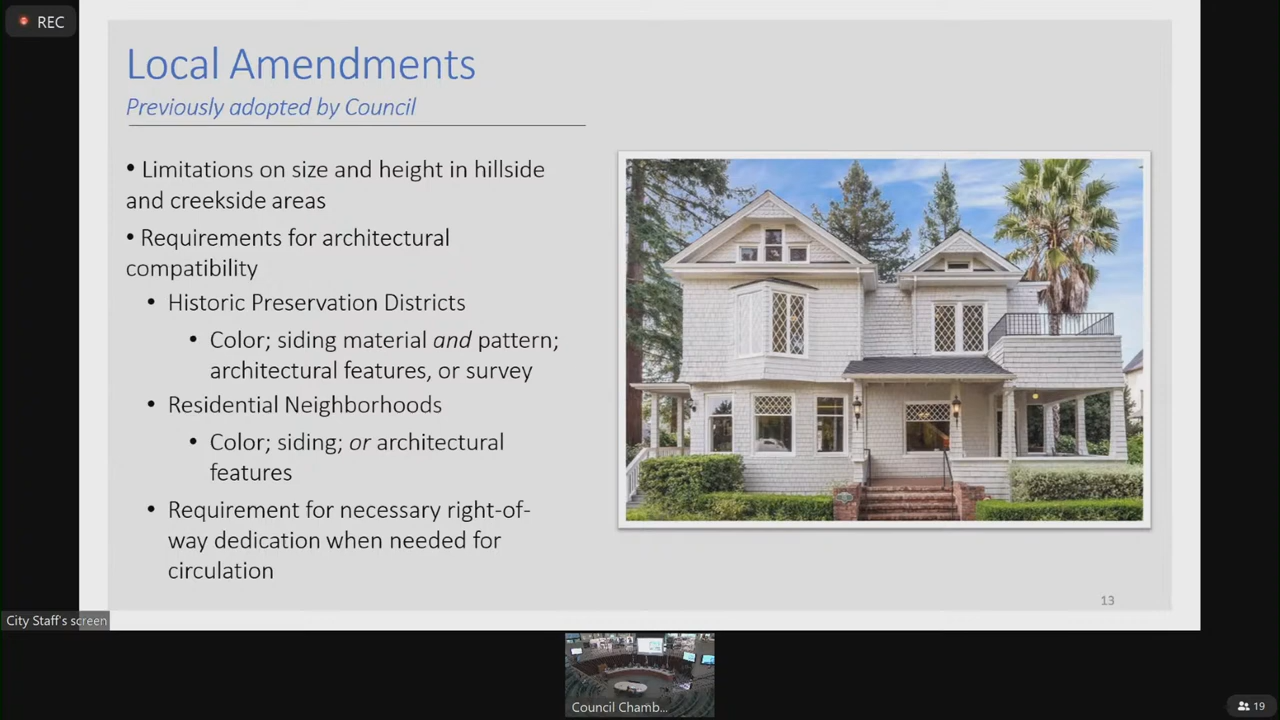 REC
Local Amendments
Previously adopted by Council
• Limitations on size and height in hillside
and creekside areas
• Requirements for architectural
compatibility
• Historic Preservation Districts
• Color; siding material and pattern;
architectural features, or survey
• Residential Neighborhoods
• Color; siding; or architectural
features
• Requirement for necessary right-of-
way dedication when needed for
circulation
13
City Staff's screen
Council Chamb...
19